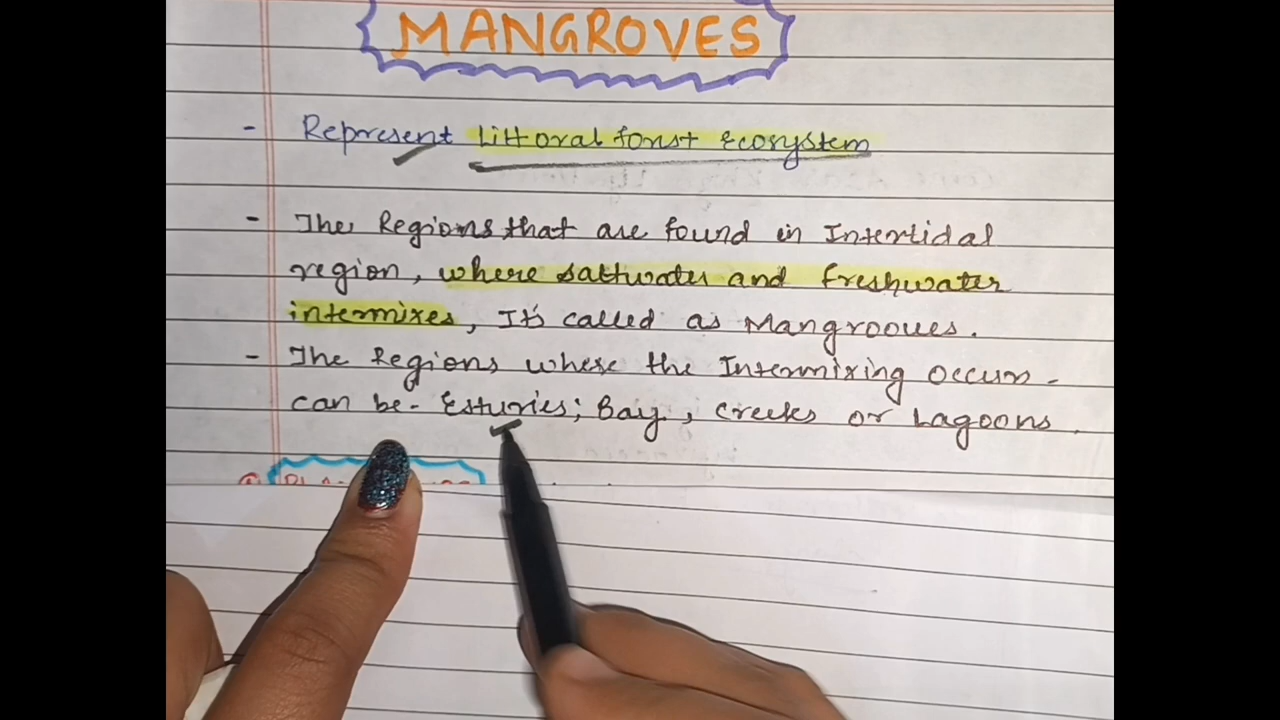 MANGROVES
- Represent Littoral forest Ecosystem
- The Regions that are found in Intertidal
region, where saltwater and freshwater
intermixes, It's called as Mangrooves.
- The Regions where the Intermixing occurs -
can be - Esturies; Bay, creeks or Lagoons.